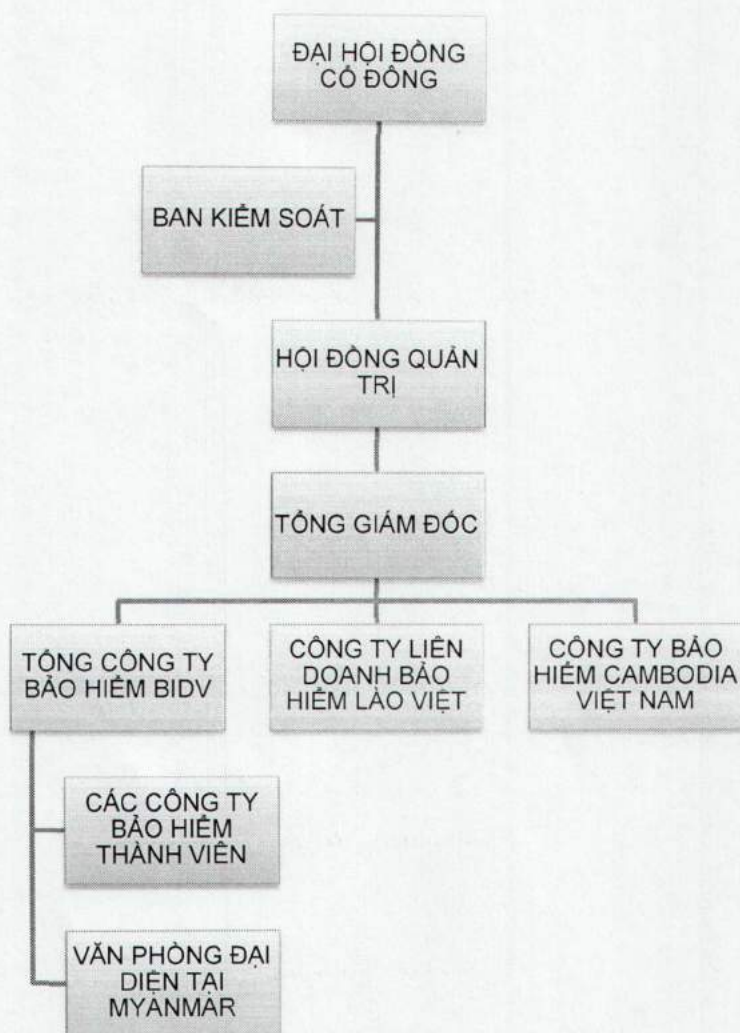 ĐẠI HỘI ĐỒNG
CỔ ĐÔNG
BAN KIỂM SOÁT
HỘI ĐỒNG QUẢN
TRỊ
TỔNG GIÁM ĐỐC
TỔNG CÔNG TY
BẢO HIỂM BIDV
CÔNG TY LIÊN
DOANH BẢO
HIỂM LÀO VIỆT
CÔNG TY BẢO
HIỂM CAMBODIA
VIỆT NAM
CÁC CÔNG TY
BẢO HIỂM
THÀNH VIÊN
VĂN PHÒNG ĐẠI
DIỆN TẠI
MYANMAR